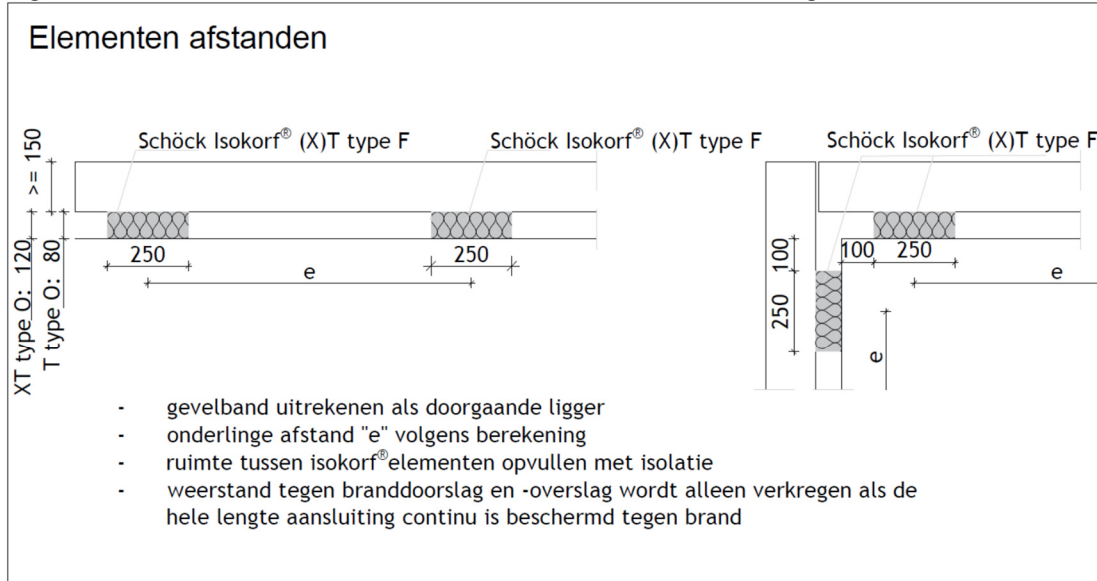 Elementen afstanden
Schöck Isokorf® (X)T type F
Schöck Isokorf® (X)T type F
Schöck Isokorf® (X)T type F
>= 150
XT type O: 120
T type O: 80
250
250
e
100
250
e
100
250
e
- gevelband uitrekenen als doorgaande ligger
- onderlinge afstand "e" volgens berekening
- ruimte tussen isokorf® elementen opvullen met isolatie
- weerstand tegen branddoorslag en -overslag wordt alleen verkregen als de
hele lengte aansluiting continu is beschermd tegen brand